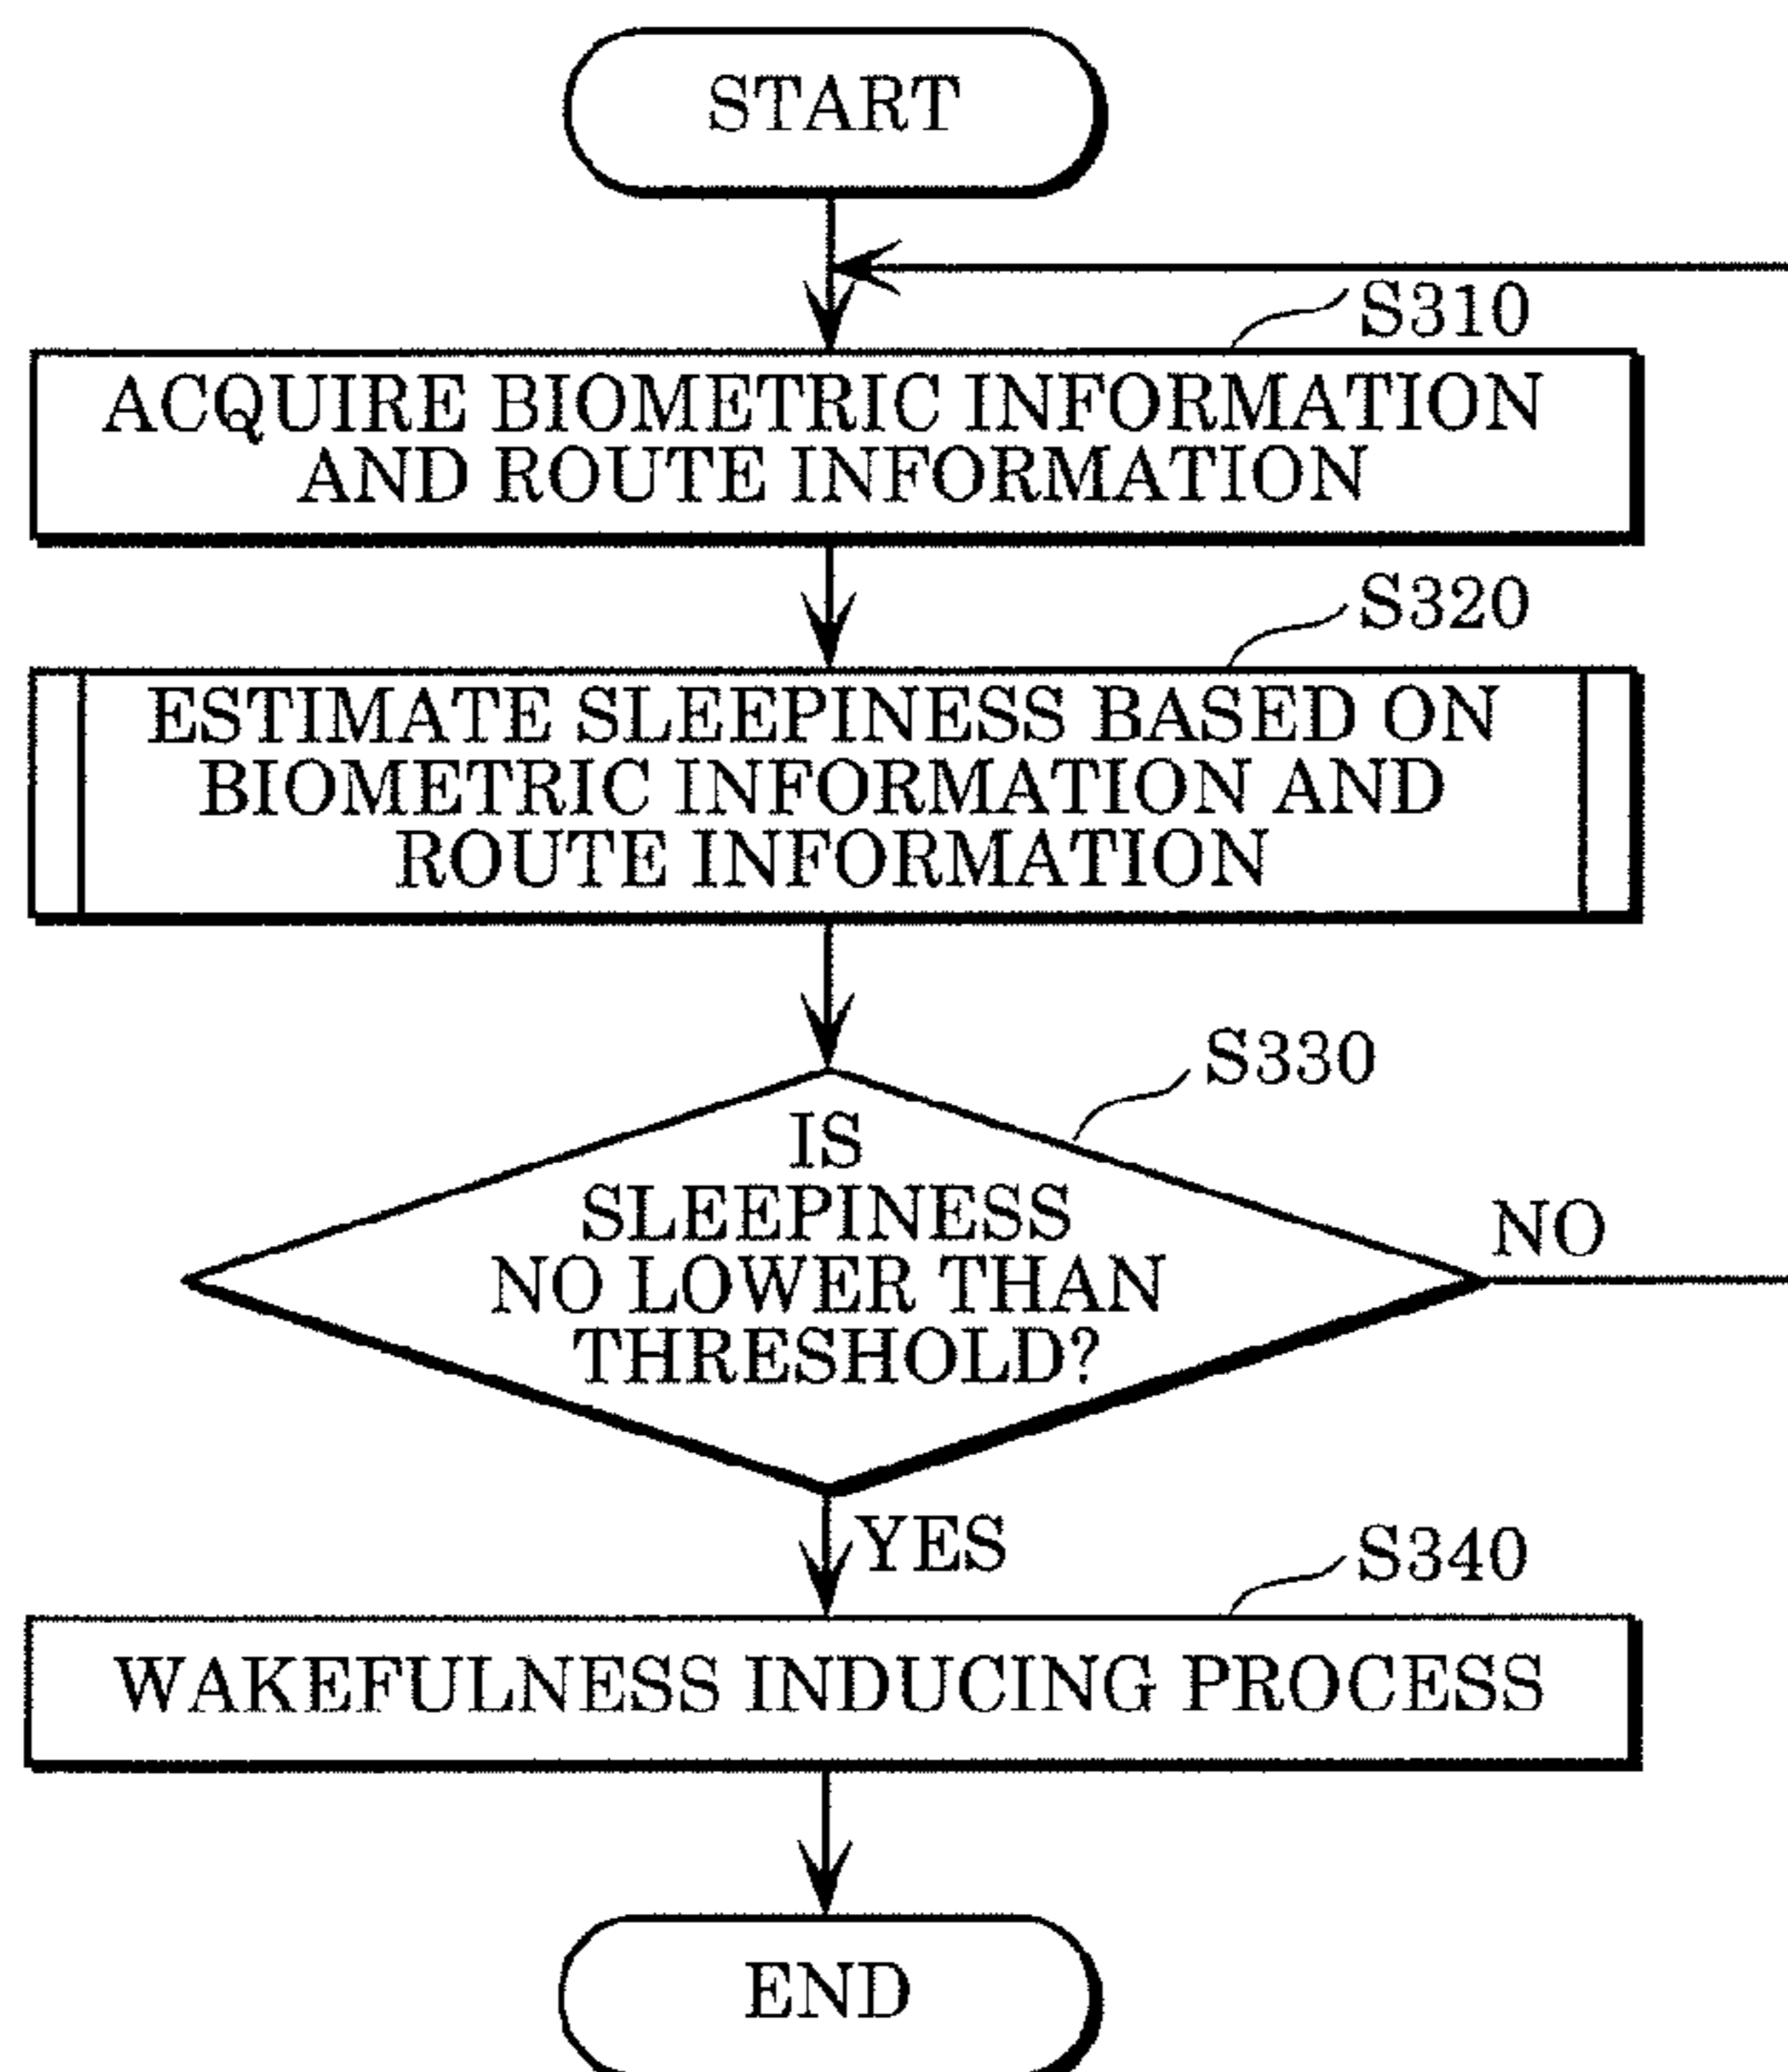 START
S310
ACQUIRE BIOMETRIC INFORMATION
AND ROUTE INFORMATION
S320
ESTIMATE SLEEPINESS BASED ON
BIOMETRIC INFORMATION AND
ROUTE INFORMATION
S330
IS
SLEEPINESS
NO LOWER THAN
THRESHOLD?
NO
YES
S340
WAKEFULNESS INDUCING PROCESS
END